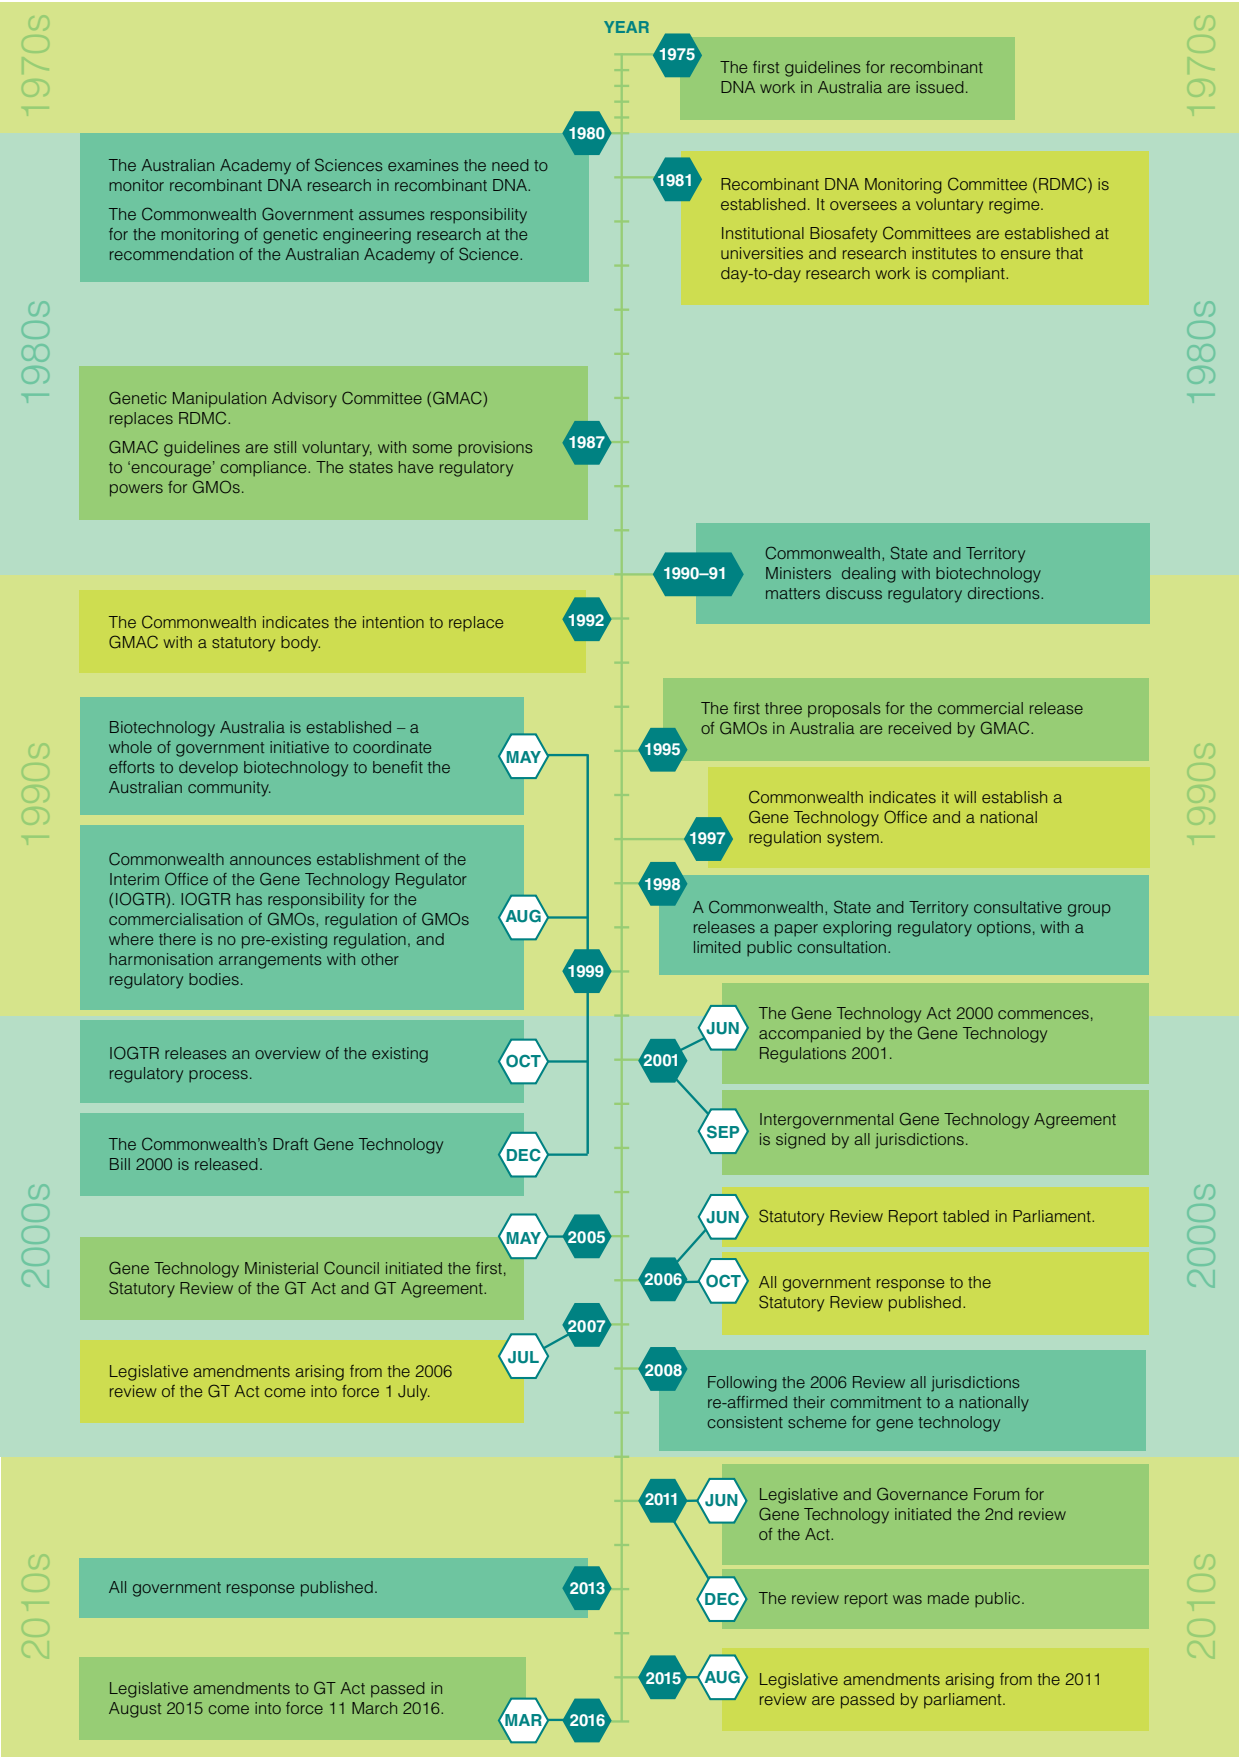 YEAR
1970s
1970s
1975
The first guidelines for recombinant
DNA work in Australia are issued.
1980s
1980s
1980
The Australian Academy of Sciences examines the need to
monitor recombinant DNA research in recombinant DNA.
The Commonwealth Government assumes responsibility
for the monitoring of genetic engineering research at the
recommendation of the Australian Academy of Science.
1981
Recombinant DNA Monitoring Committee (RDMC) is
established. It oversees a voluntary regime.
Institutional Biosafety Committees are established at
universities and research institutes to ensure that
day-to-day research work is compliant.
1987
Genetic Manipulation Advisory Committee (GMAC)
replaces RDMC.
GMAC guidelines are still voluntary, with some provisions
to ‘encourage’ compliance. The states have regulatory
powers for GMOs.
1990–91
Commonwealth, State and Territory
Ministers dealing with biotechnology
matters discuss regulatory directions.
1990s
1990s
1992
The Commonwealth indicates the intention to replace
GMAC with a statutory body.
1995
The first three proposals for the commercial release
of GMOs in Australia are received by GMAC.
1997
Commonwealth indicates it will establish a
Gene Technology Office and a national
regulation system.
1998
A Commonwealth, State and Territory consultative group
releases a paper exploring regulatory options, with a
limited public consultation.
1999
MAY
Biotechnology Australia is established – a
whole of government initiative to coordinate
efforts to develop biotechnology to benefit the
Australian community.
AUG
Commonwealth announces establishment of the
Interim Office of the Gene Technology Regulator
(IOGTR). IOGTR has responsibility for the
commercialisation of GMOs, regulation of GMOs
where there is no pre-existing regulation, and
harmonisation arrangements with other
regulatory bodies.
OCT
IOGTR releases an overview of the existing
regulatory process.
DEC
The Commonwealth’s Draft Gene Technology
Bill 2000 is released.
2000s
2000s
2001
JUN
The Gene Technology Act 2000 commences,
accompanied by the Gene Technology
Regulations 2001.
SEP
Intergovernmental Gene Technology Agreement
is signed by all jurisdictions.
2005
MAY
Gene Technology Ministerial Council initiated the first,
Statutory Review of the GT Act and GT Agreement.
2006
JUN
Statutory Review Report tabled in Parliament.
OCT
All government response to the
Statutory Review published.
2007
JUL
Legislative amendments arising from the 2006
review of the GT Act come into force 1 July.
2008
Following the 2006 Review all jurisdictions
re-affirmed their commitment to a nationally
consistent scheme for gene technology
2010s
2010s
2011
JUN
Legislative and Governance Forum for
Gene Technology initiated the 2nd review
of the Act.
DEC
The review report was made public.
2013
All government response published.
2015
AUG
Legislative amendments arising from the 2011
review are passed by parliament.
2016
MAR
Legislative amendments to GT Act passed in
August 2015 come into force 11 March 2016.